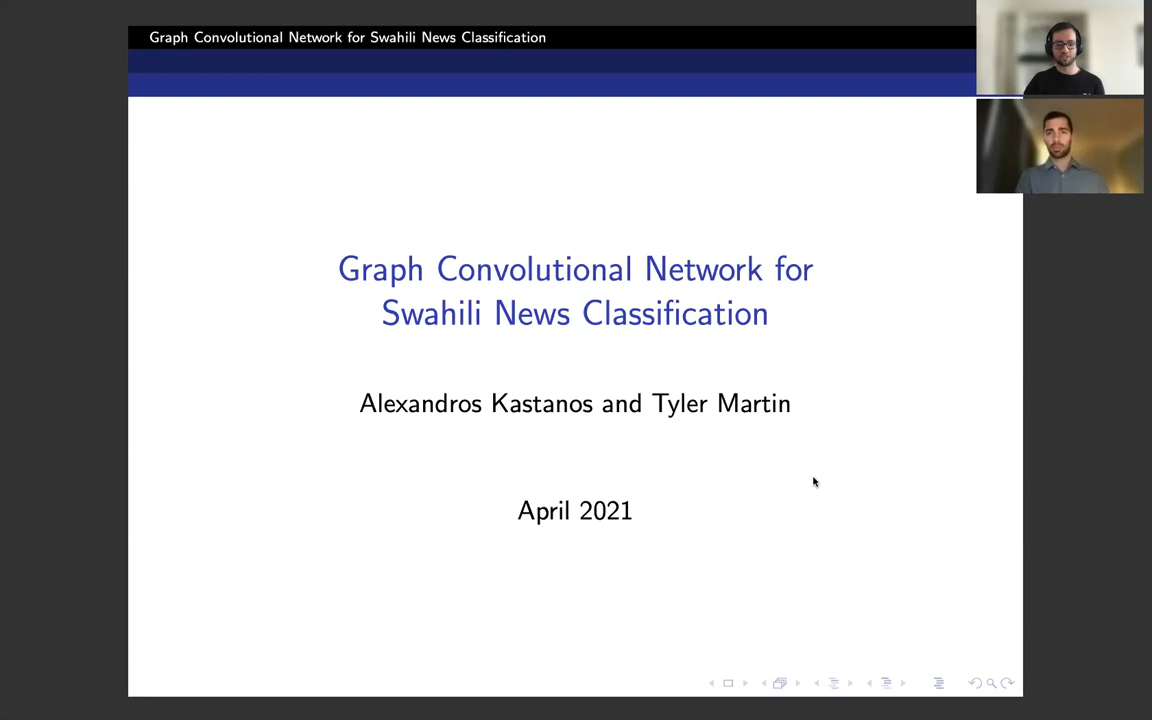 Graph Convolutional Network for Swahili News Classification
Graph Convolutional Network for
Swahili News Classification
Alexandros Kastanos and Tyler Martin
April 2021